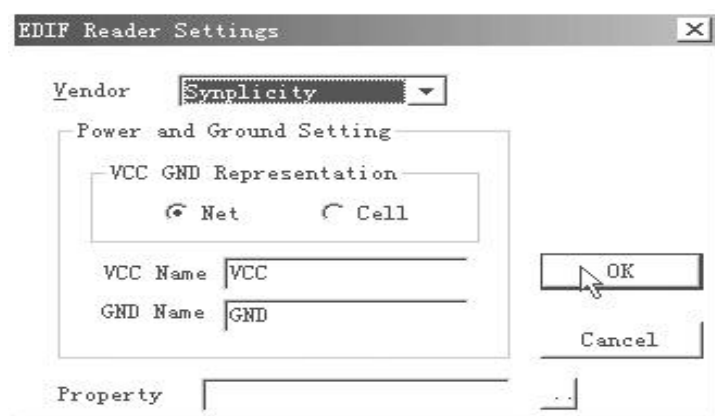 EDIF Reader Settings
Vendor Synplicity
Power and Ground Setting
VCC GND Representation
Net Cell
VCC Name VCC
OK
GND Name GND
Cancel
Property ..